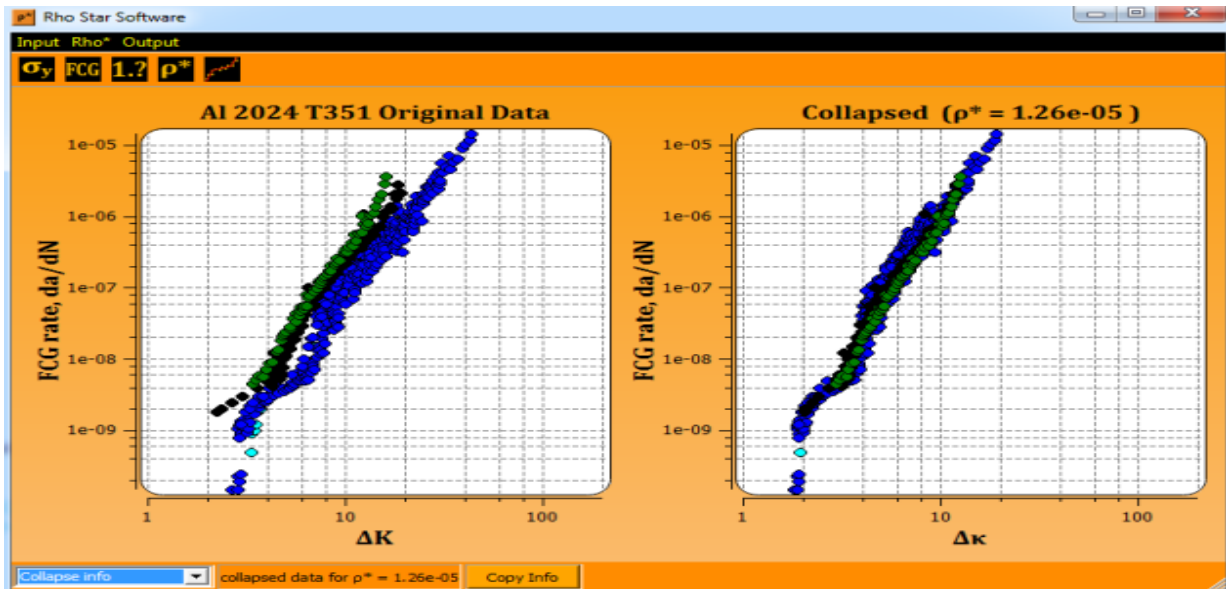 ρ* Rho Star Software
Input Rho* Output
σy FCG 1.? ρ*
Al 2024 T351 Original Data
FCG rate, da/dN
1e-05
1e-06
1e-07
1e-08
1e-09
1 10 100
ΔK
Collapsed (ρ* = 1.26e-05 )
FCG rate, da/dN
1e-05
1e-06
1e-07
1e-08
1e-09
1 10 100
Δκ
Collapse info collapsed data for ρ* = 1.26e-05 Copy Info